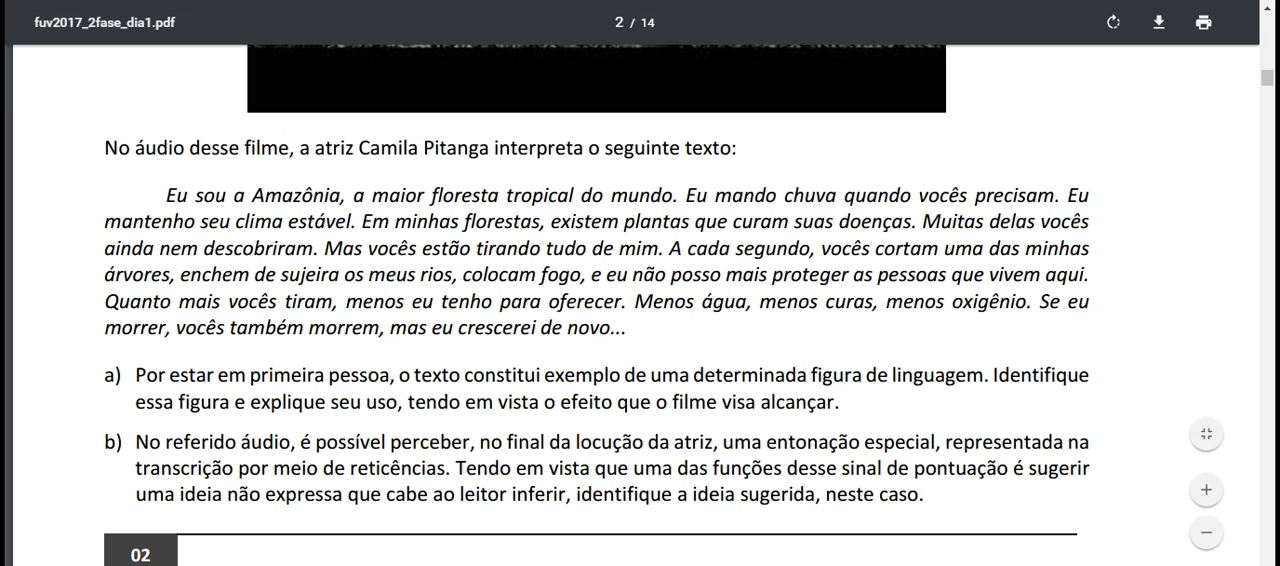 fuv2017_2fase_dia1.pdf
2 / 14
No áudio desse filme, a atriz Camila Pitanga interpreta o seguinte texto:
Eu sou a Amazônia, a maior floresta tropical do mundo. Eu mando chuva quando vocês precisam. Eu
mantenho seu clima estável. Em minhas florestas, existem plantas que curam suas doenças. Muitas delas vocês
ainda nem descobriram. Mas vocês estão tirando tudo de mim. A cada segundo, vocês cortam uma das minhas
árvores, enchem de sujeira os meus rios, colocam fogo, e eu não posso mais proteger as pessoas que vivem aqui.
Quanto mais vocês tiram, menos eu tenho para oferecer. Menos água, menos curas, menos oxigênio. Se eu
morrer, vocês também morrem, mas eu crescerei de novo...
a) Por estar em primeira pessoa, o texto constitui exemplo de uma determinada figura de linguagem. Identifique
essa figura e explique seu uso, tendo em vista o efeito que o filme visa alcançar.
b) No referido áudio, é possível perceber, no final da locução da atriz, uma entonação especial, representada na
transcrição por meio de reticências. Tendo em vista que uma das funções desse sinal de pontuação é sugerir
uma ideia não expressa que cabe ao leitor inferir, identifique a ideia sugerida, neste caso.
02